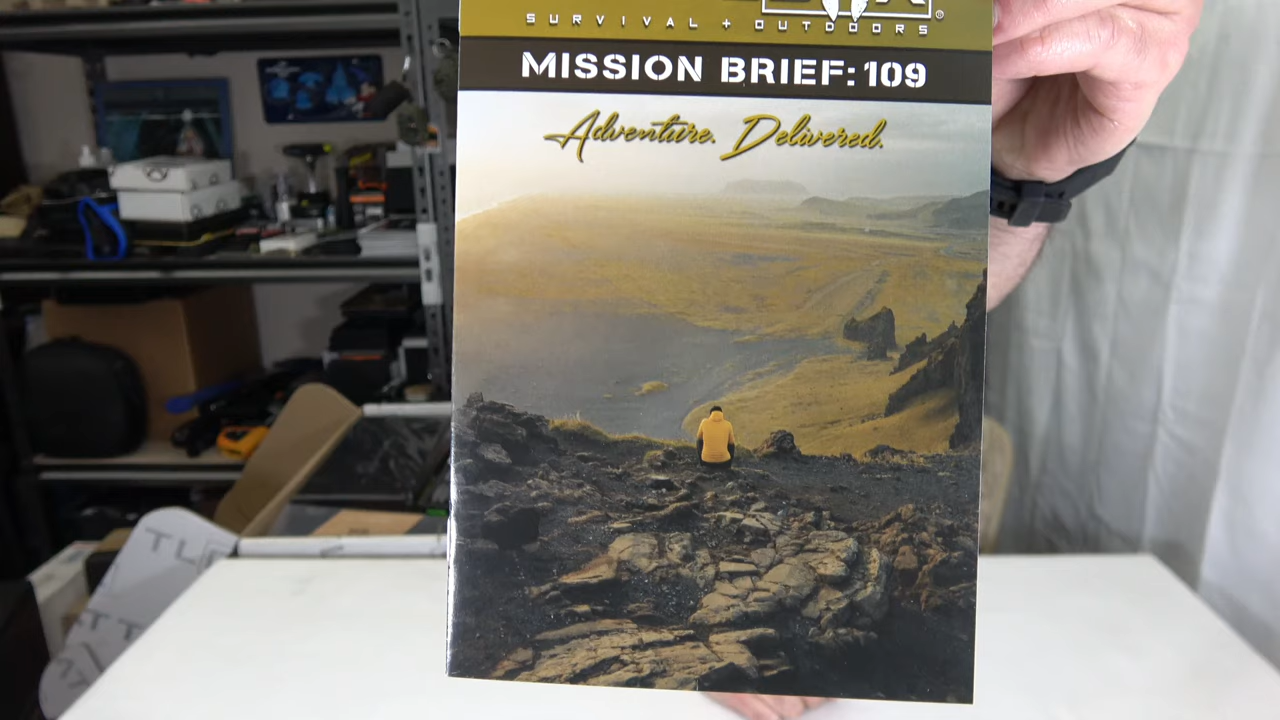 SURVIVAL + OUTDOORS
MISSION BRIEF: 109
Adventure. Delivered.